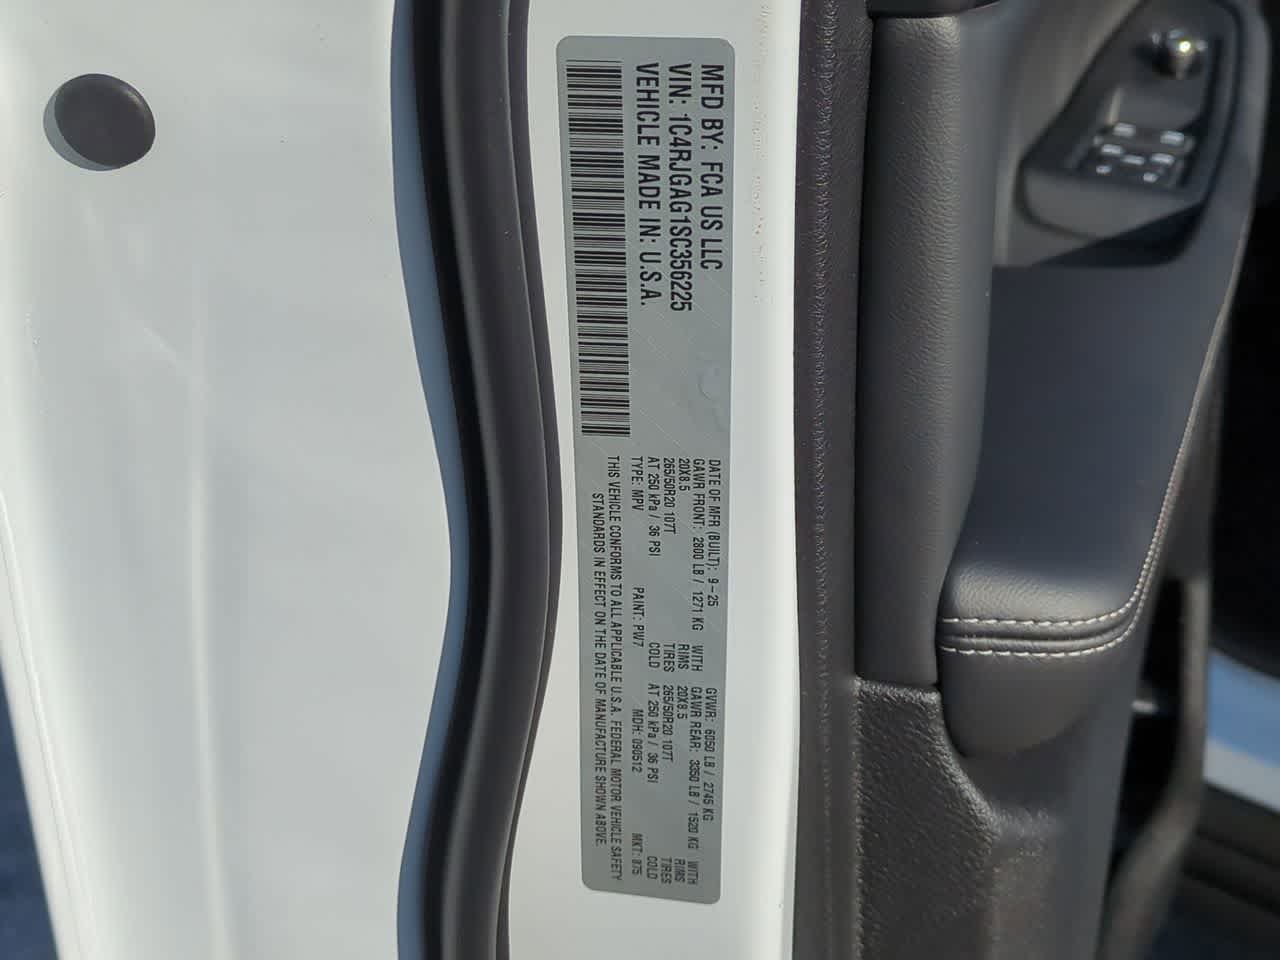 MFD BY: FCA US LLC
VIN: 1C4RJGAG1SC356225
VEHICLE MADE IN: U.S.A.
DATE OF MFR (BUILT): 9-25 GVWR: 6050 LB / 2745 KG
GAWR FRONT: 2800 LB / 1271 KG WITH GAWR REAR: 3350 LB / 1520 KG WITH
20X8.5 RIMS 20X8.5 RIMS
265/50R20 107T TIRES 265/50R20 107T TIRES
AT 250 kPa / 36 PSI COLD AT 250 kPa / 36 PSI COLD
TYPE: MPV PAINT: PW7 MDH: 090512 MKT: 875
THIS VEHICLE CONFORMS TO ALL APPLICABLE U.S.A. FEDERAL MOTOR VEHICLE SAFETY
STANDARDS IN EFFECT ON THE DATE OF MANUFACTURE SHOWN ABOVE.